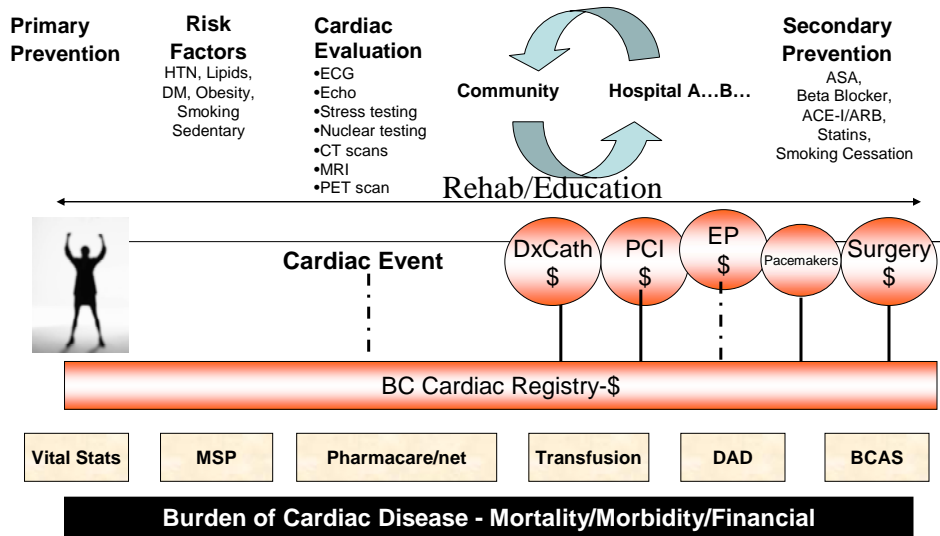 Primary
Prevention
Risk
Factors
HTN, Lipids,
DM, Obesity,
Smoking
Sedentary
Cardiac
Evaluation
•ECG
•Echo
•Stress testing
•Nuclear testing
•CT scans
•MRI
•PET scan
Community
Hospital A…B…
Secondary
Prevention
ASA,
Beta Blocker,
ACE-I/ARB,
Statins,
Smoking Cessation
Rehab/Education
Cardiac Event
DxCath
$
PCI
$
EP
$
Pacemakers
Surgery
$
BC Cardiac Registry-$
Vital Stats
MSP
Pharmacare/net
Transfusion
DAD
BCAS
Burden of Cardiac Disease - Mortality/Morbidity/Financial